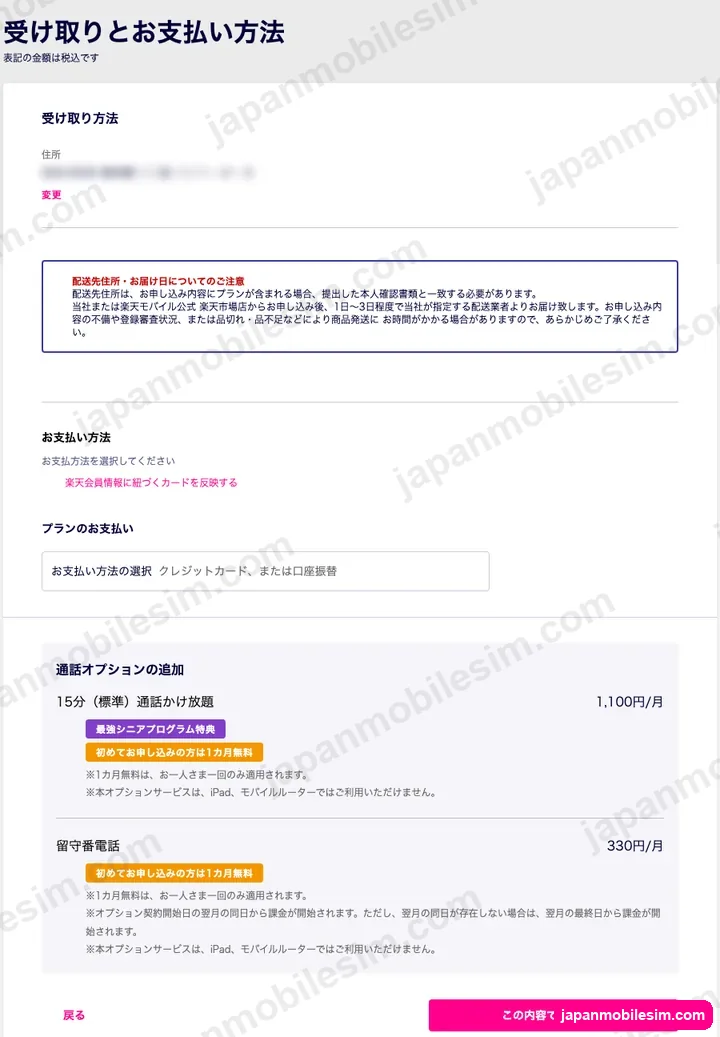 受け取りとお支払い方法
表記の金額は税込です
受け取り方法
住所
変更
配送先住所・お届け日についてのご注意
配送先住所は、お申し込み内容にプランが含まれる場合、提出した本人確認書類と一致する必要があります。
当社または楽天モバイル公式 楽天市場店からお申し込み後、1日〜3日程度で当社が指定する配送業者よりお届け致します。お申し込み内
容の不備や登録審査状況、または品切れ・品不足などにより商品発送に お時間がかかる場合がありますので、あらかじめご了承くださ
い。
お支払い方法
お支払方法を選択してください
楽天会員情報に紐づくカードを反映する
プランのお支払い
お支払い方法の選択 クレジットカード、または口座振替
通話オプションの追加
15分（標準）通話かけ放題 1,100円/月
最強シニアプログラム特典
初めてお申し込みの方は1カ月無料
※1カ月無料は、お一人さま一回のみ適用されます。
※本オプションサービスは、iPad、モバイルルーターではご利用いただけません。
留守番電話 330円/月
初めてお申し込みの方は1カ月無料
※1カ月無料は、お一人さま一回のみ適用されます。
※オプション契約開始日の翌月の同日から課金が開始されます。ただし、翌月の同日が存在しない場合は、翌月の最終日から課金が開
始されます。
※本オプションサービスは、iPad、モバイルルーターではご利用いただけません。
戻る
この内容で japanmobilesim.com